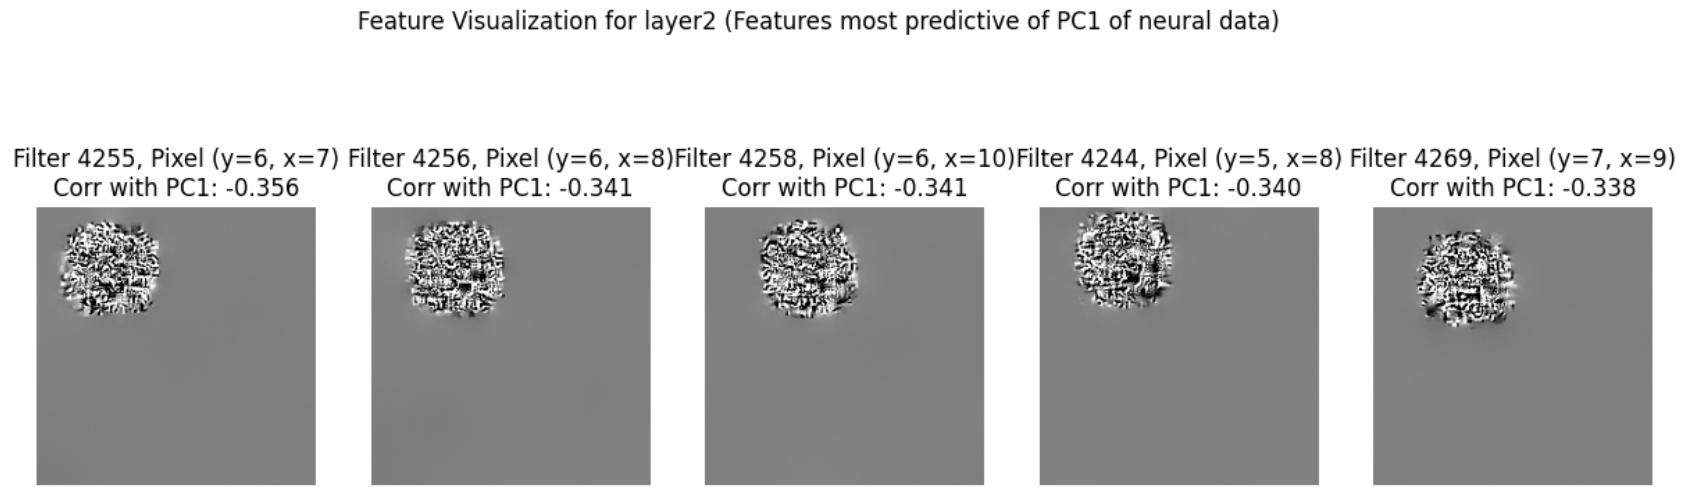 Feature Visualization for layer2 (Features most predictive of PC1 of neural data)
Filter 4255, Pixel (y=6, x=7)
Corr with PC1: -0.356
Filter 4256, Pixel (y=6, x=8)
Corr with PC1: -0.341
Filter 4258, Pixel (y=6, x=10)
Corr with PC1: -0.341
Filter 4244, Pixel (y=5, x=8)
Corr with PC1: -0.340
Filter 4269, Pixel (y=7, x=9)
Corr with PC1: -0.338